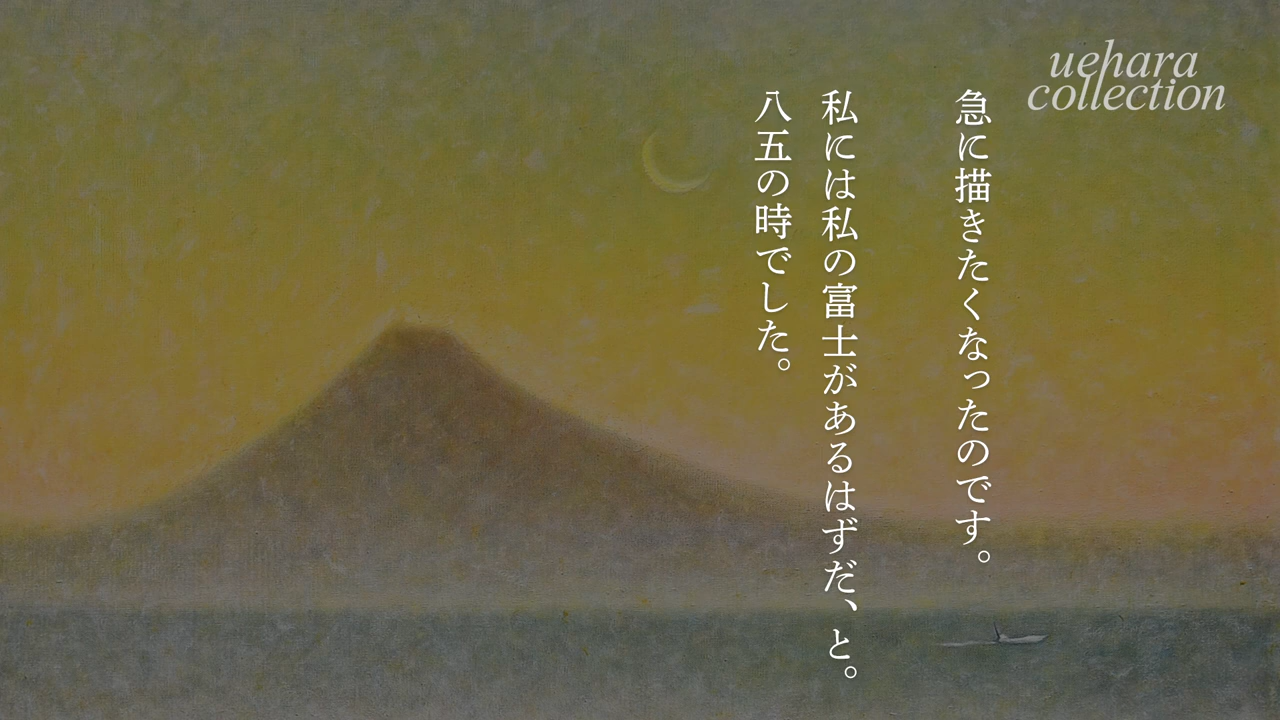 uehara
collection
急に描きたくなったのです。
私には私の富士があるはずだ、と。
八五の時でした。